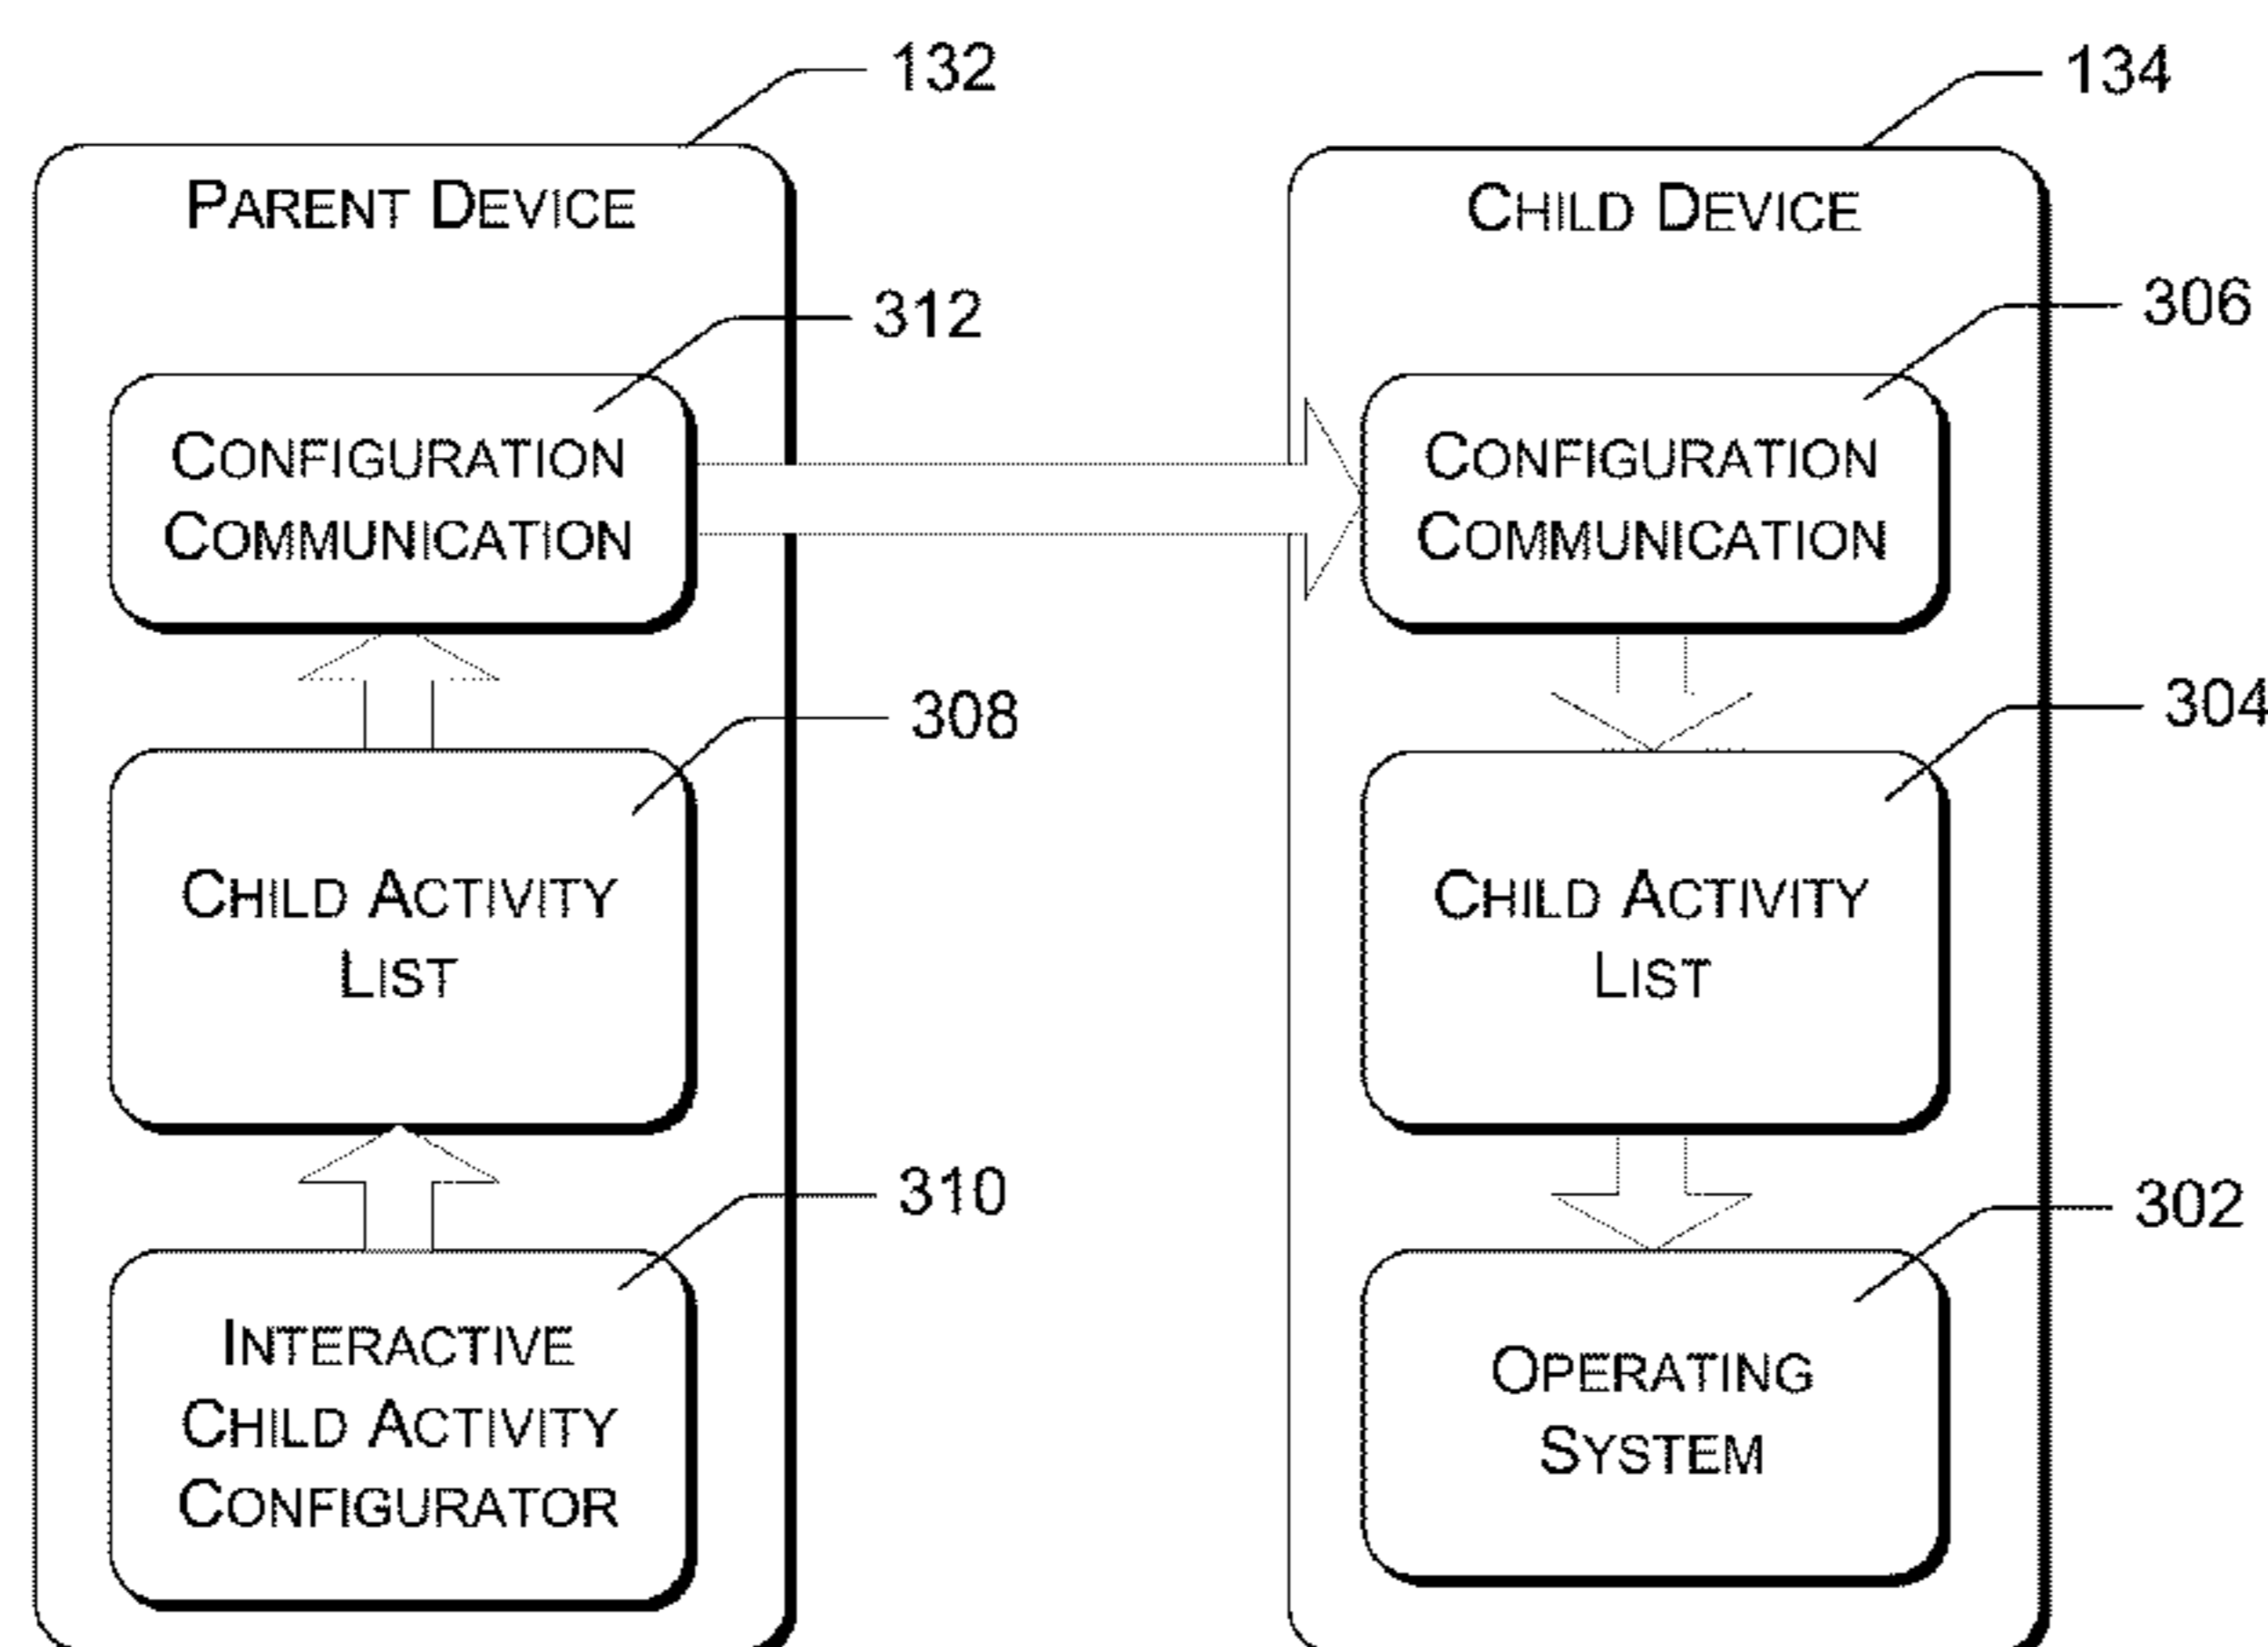 132
134
PARENT DEVICE
CHILD DEVICE
312
306
CONFIGURATION
COMMUNICATION
CONFIGURATION
COMMUNICATION
308
304
CHILD ACTIVITY
LIST
CHILD ACTIVITY
LIST
310
302
INTERACTIVE
CHILD ACTIVITY
CONFIGURATOR
OPERATING
SYSTEM